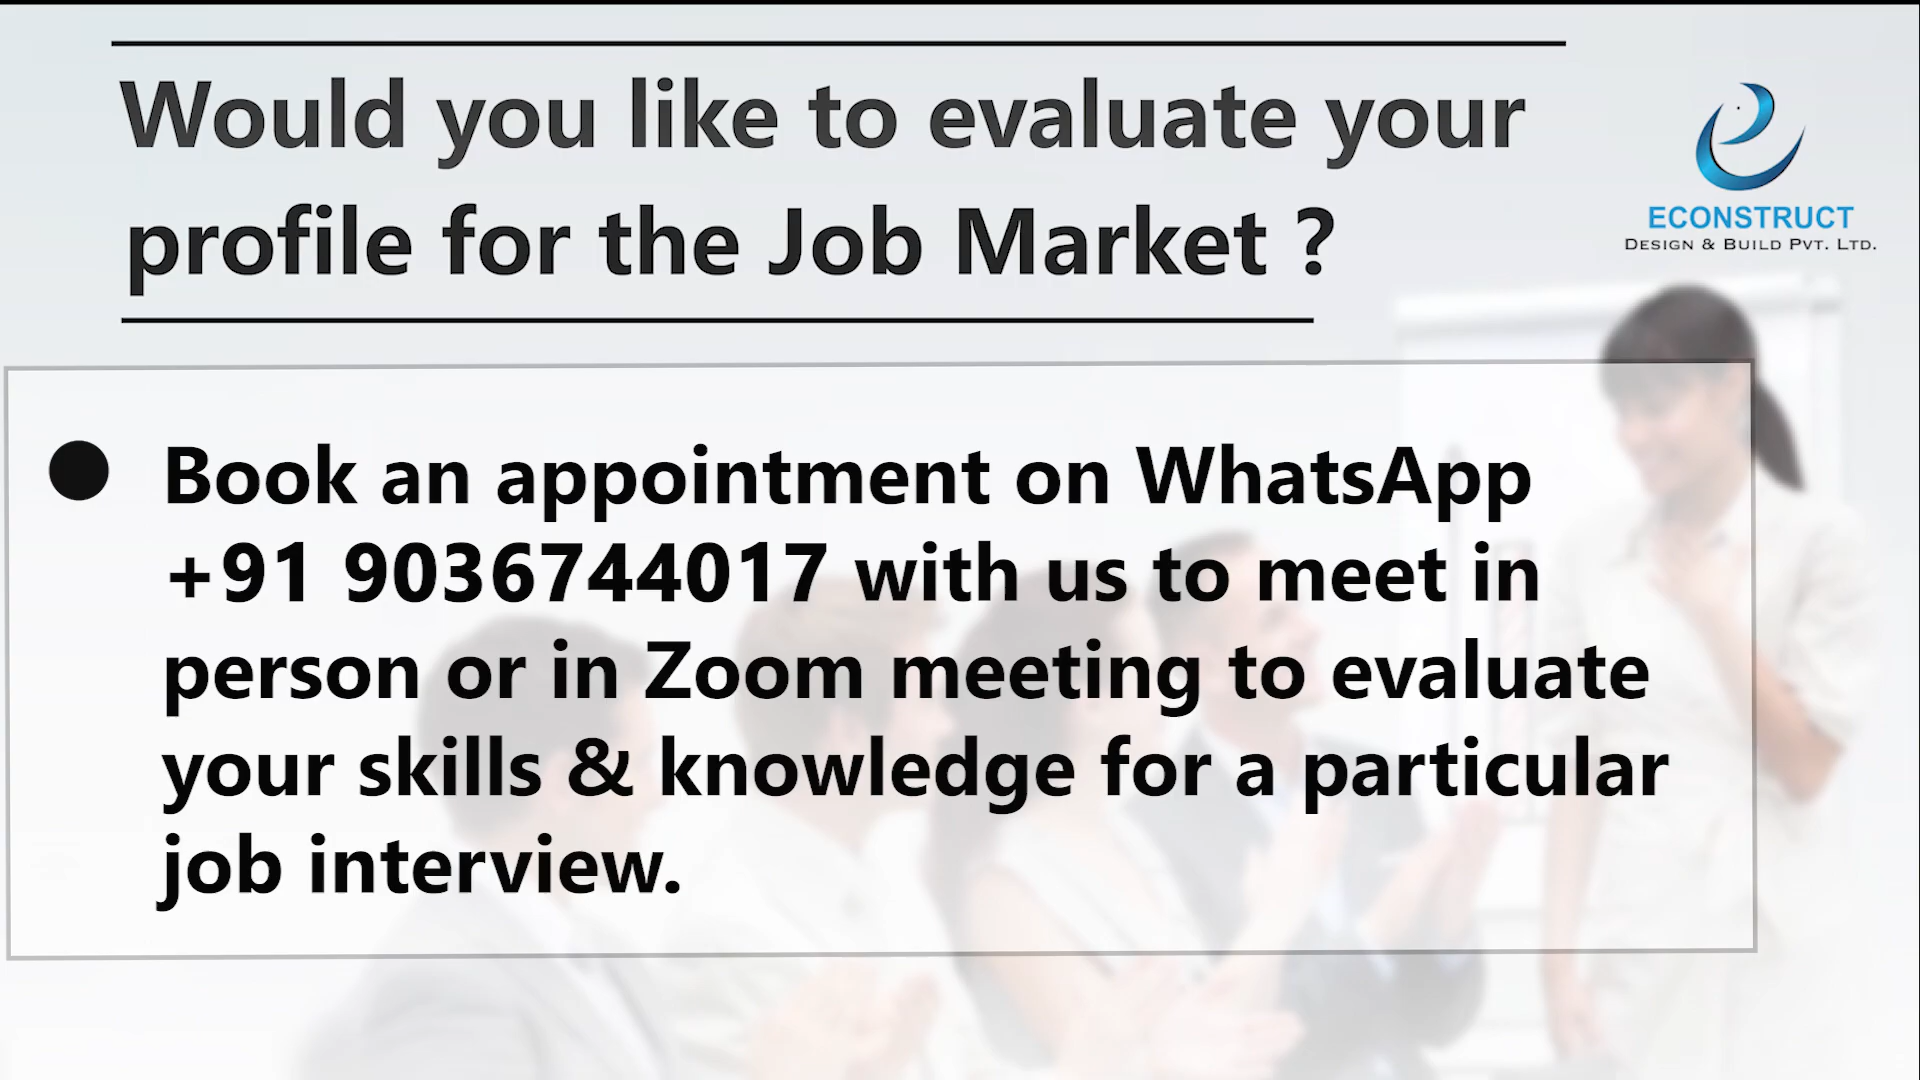 Would you like to evaluate your
profile for the Job Market ?
ECONSTRUCT
DESIGN & BUILD PVT. LTD.
● Book an appointment on WhatsApp
+91 9036744017 with us to meet in
person or in Zoom meeting to evaluate
your skills & knowledge for a particular
job interview.